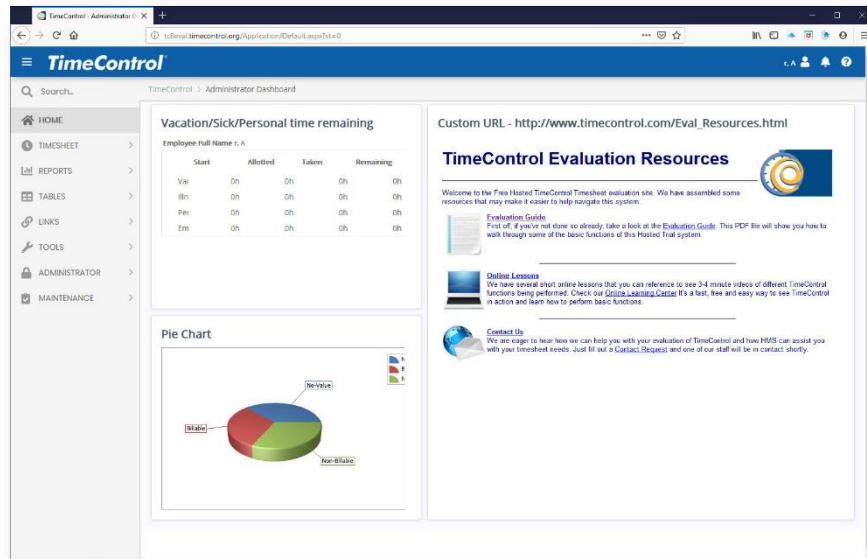 TimeControl - Administrator D
tc8eval.timecontrol.org/Application/Default.aspx?st=0
TimeControl
r. A
Search...
TimeControl > Administrator Dashboard
HOME
TIMESHEET
REPORTS
TABLES
LINKS
TOOLS
ADMINISTRATOR
MAINTENANCE
Vacation/Sick/Personal time remaining
Employee Full Name r. A
Start Allotted Taken Remaining
Vac 0h 0h 0h 0h
Illn 0h 0h 0h 0h
Per 0h 0h 0h 0h
Em 0h 0h 0h 0h
Pie Chart
No-Value
Billable
Non-Billable
Custom URL - http://www.timecontrol.com/Eval_Resources.html
TimeControl Evaluation Resources
Welcome to the Free Hosted TimeControl Timesheet evaluation site. We have assembled some
resources that may make it easier to help navigate this system.
Evaluation Guide
First off, if you've not done so already, take a look at the Evaluation Guide. This PDF file will show you how to
walk through some of the basic functions of this Hosted Trial system.
Online Lessons
We have several short online lessons that you can reference to see 3-4 minute videos of different TimeControl
functions being performed. Check our Online Learning Center It's a fast, free and easy way to see TimeControl
in action and learn how to perform basic functions.
Contact Us
We are eager to hear how we can help you with your evaluation of TimeControl and how HMS can assist you
with your timesheet needs. Just fill out a Contact Request and one of our staff will be in contact shortly.